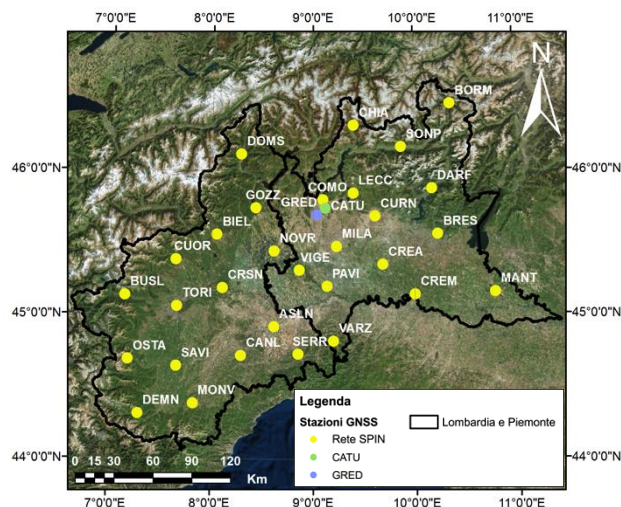 7°0'0"E 8°0'0"E 9°0'0"E 10°0'0"E 11°0'0"E
N
BORM
CHIA
SONP
DOMS
46°0'0"N 46°0'0"N
DARF
LECC
COMO
GOZZ
GRED
CATU
CURN
BIEL
BRES
MILA
NOVR
CUOR
VIGE
CREA
CRSN
BUSL
PAVI
CREM
MANT
TORI
45°0'0"N 45°0'0"N
ASLN
VARZ
OSTA
CANL
SERR
SAVI
MONV
DEMN
Legenda
Stazioni GNSS
Lombardia e Piemonte
Rete SPIN
CATU
GRED
44°0'0"N 44°0'0"N
0 15 30 60 90 120
Km
7°0'0"E 8°0'0"E 9°0'0"E 10°0'0"E 11°0'0"E